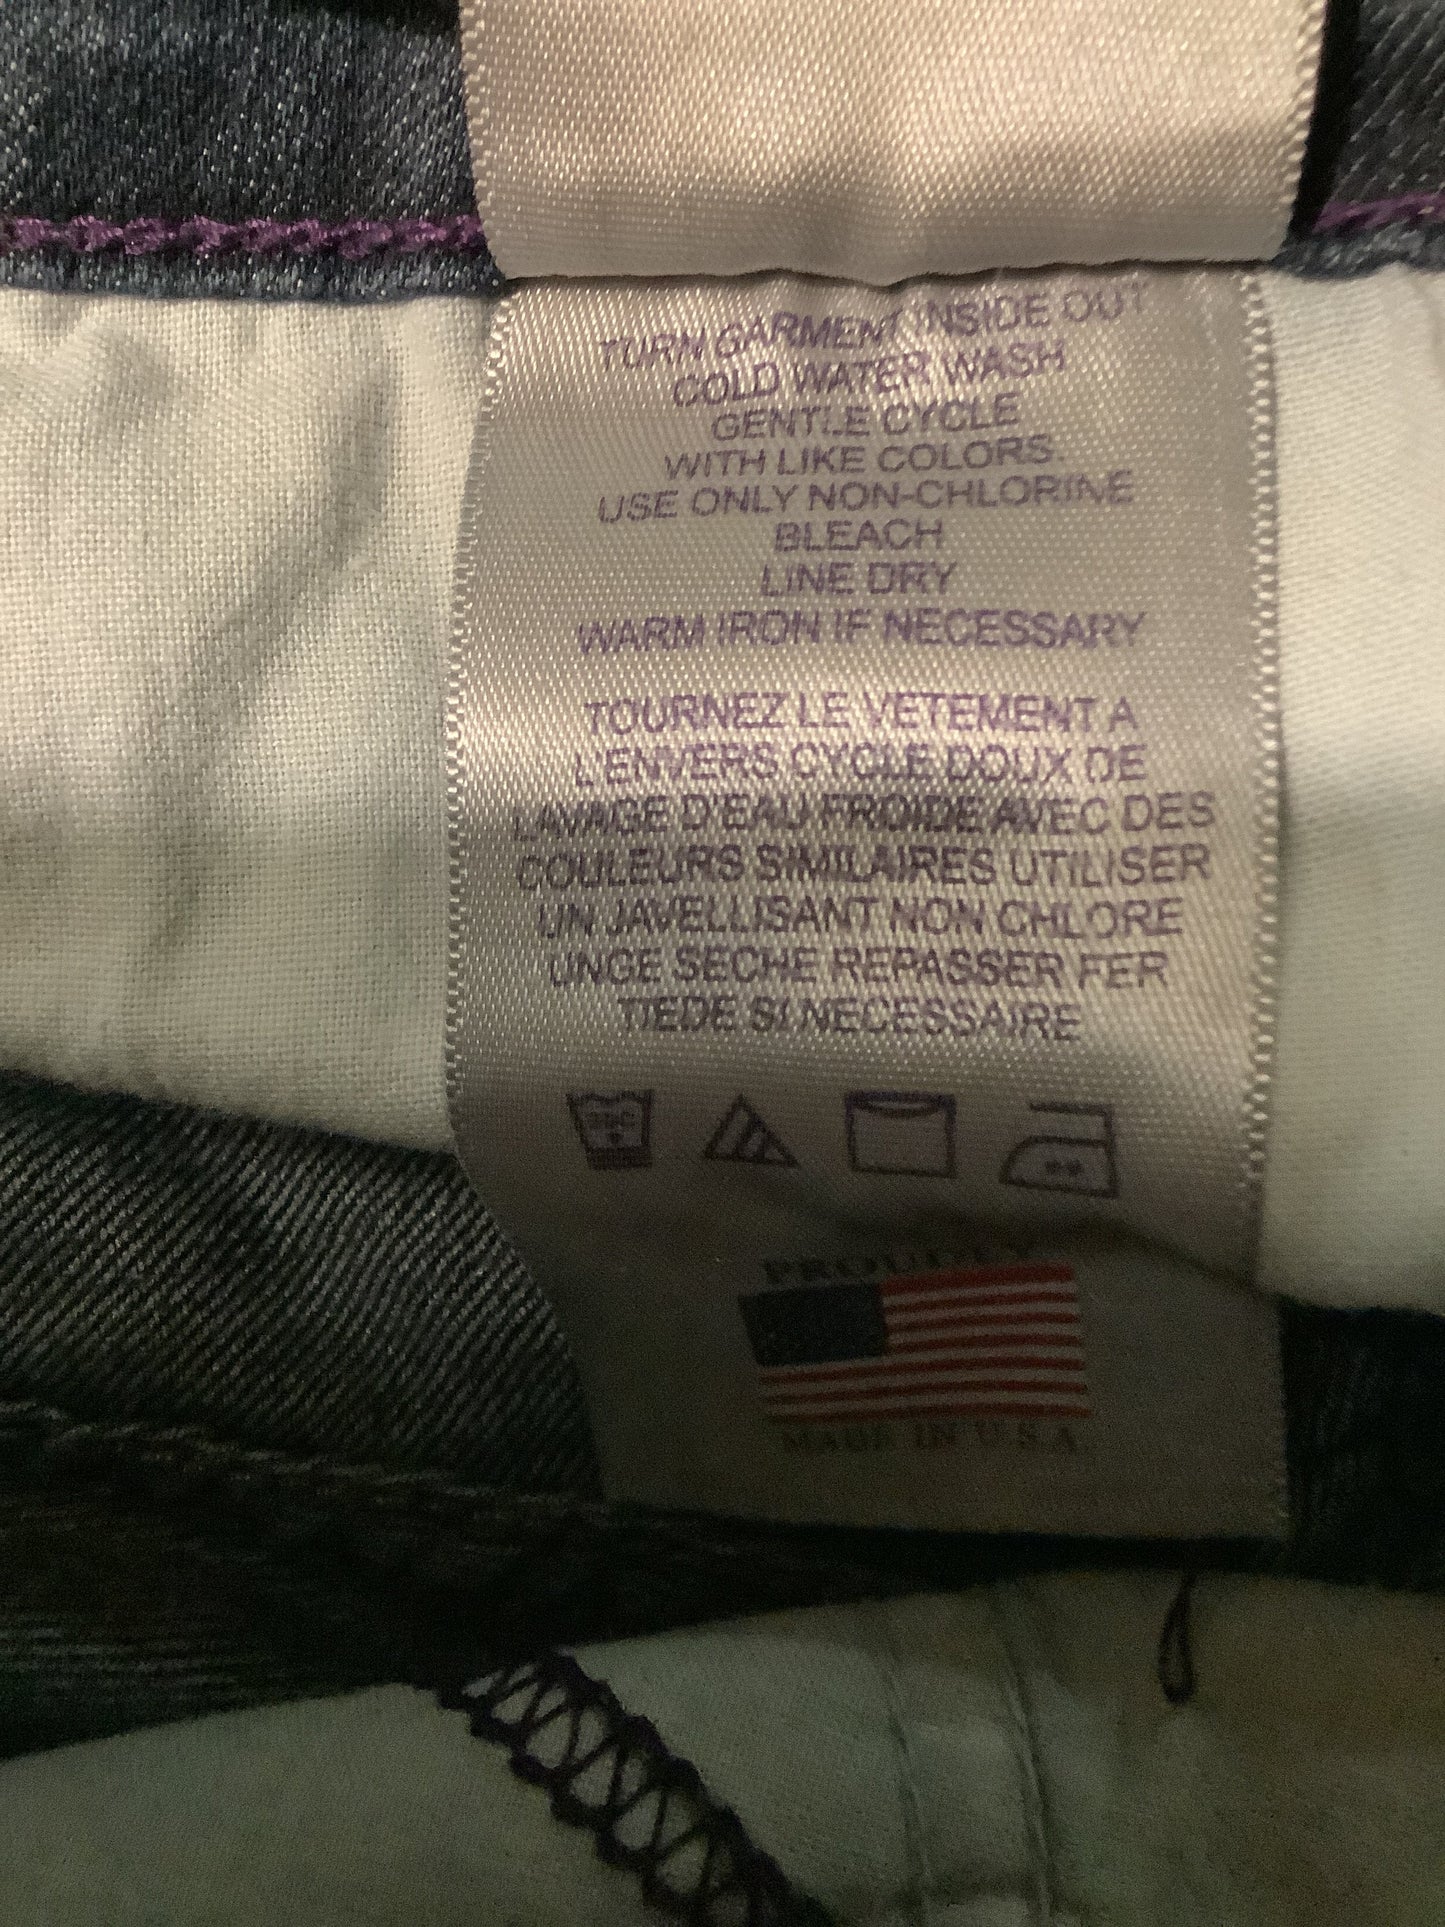 TURN GARMENT INSIDE OUT
COLD WATER WASH
GENTLE CYCLE
WITH LIKE COLORS.
USE ONLY NON-CHLORINE
BLEACH
LINE DRY
WARM IRON IF NECESSARY
TOURNEZ LE VETEMENT A
L'ENVERS CYCLE DOUX DE
LAVAGE D'EAU FROIDE AVEC DES
COULEURS SIMILAIRES UTILISER
UN JAVELLISANT NON CHLORE
LINGE SECHE REPASSER FER
TIEDE SI NECESSAIRE
PROUDLY
MADE IN U.S.A